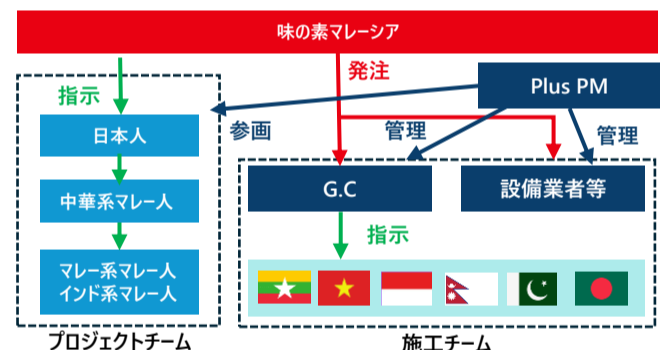 味の素マレーシア
指示
発注
Plus PM
日本人
参画
管理
管理
中華系マレー人
G.C
設備業者等
指示
マレー系マレー人
インド系マレー人
プロジェクトチーム
施工チーム